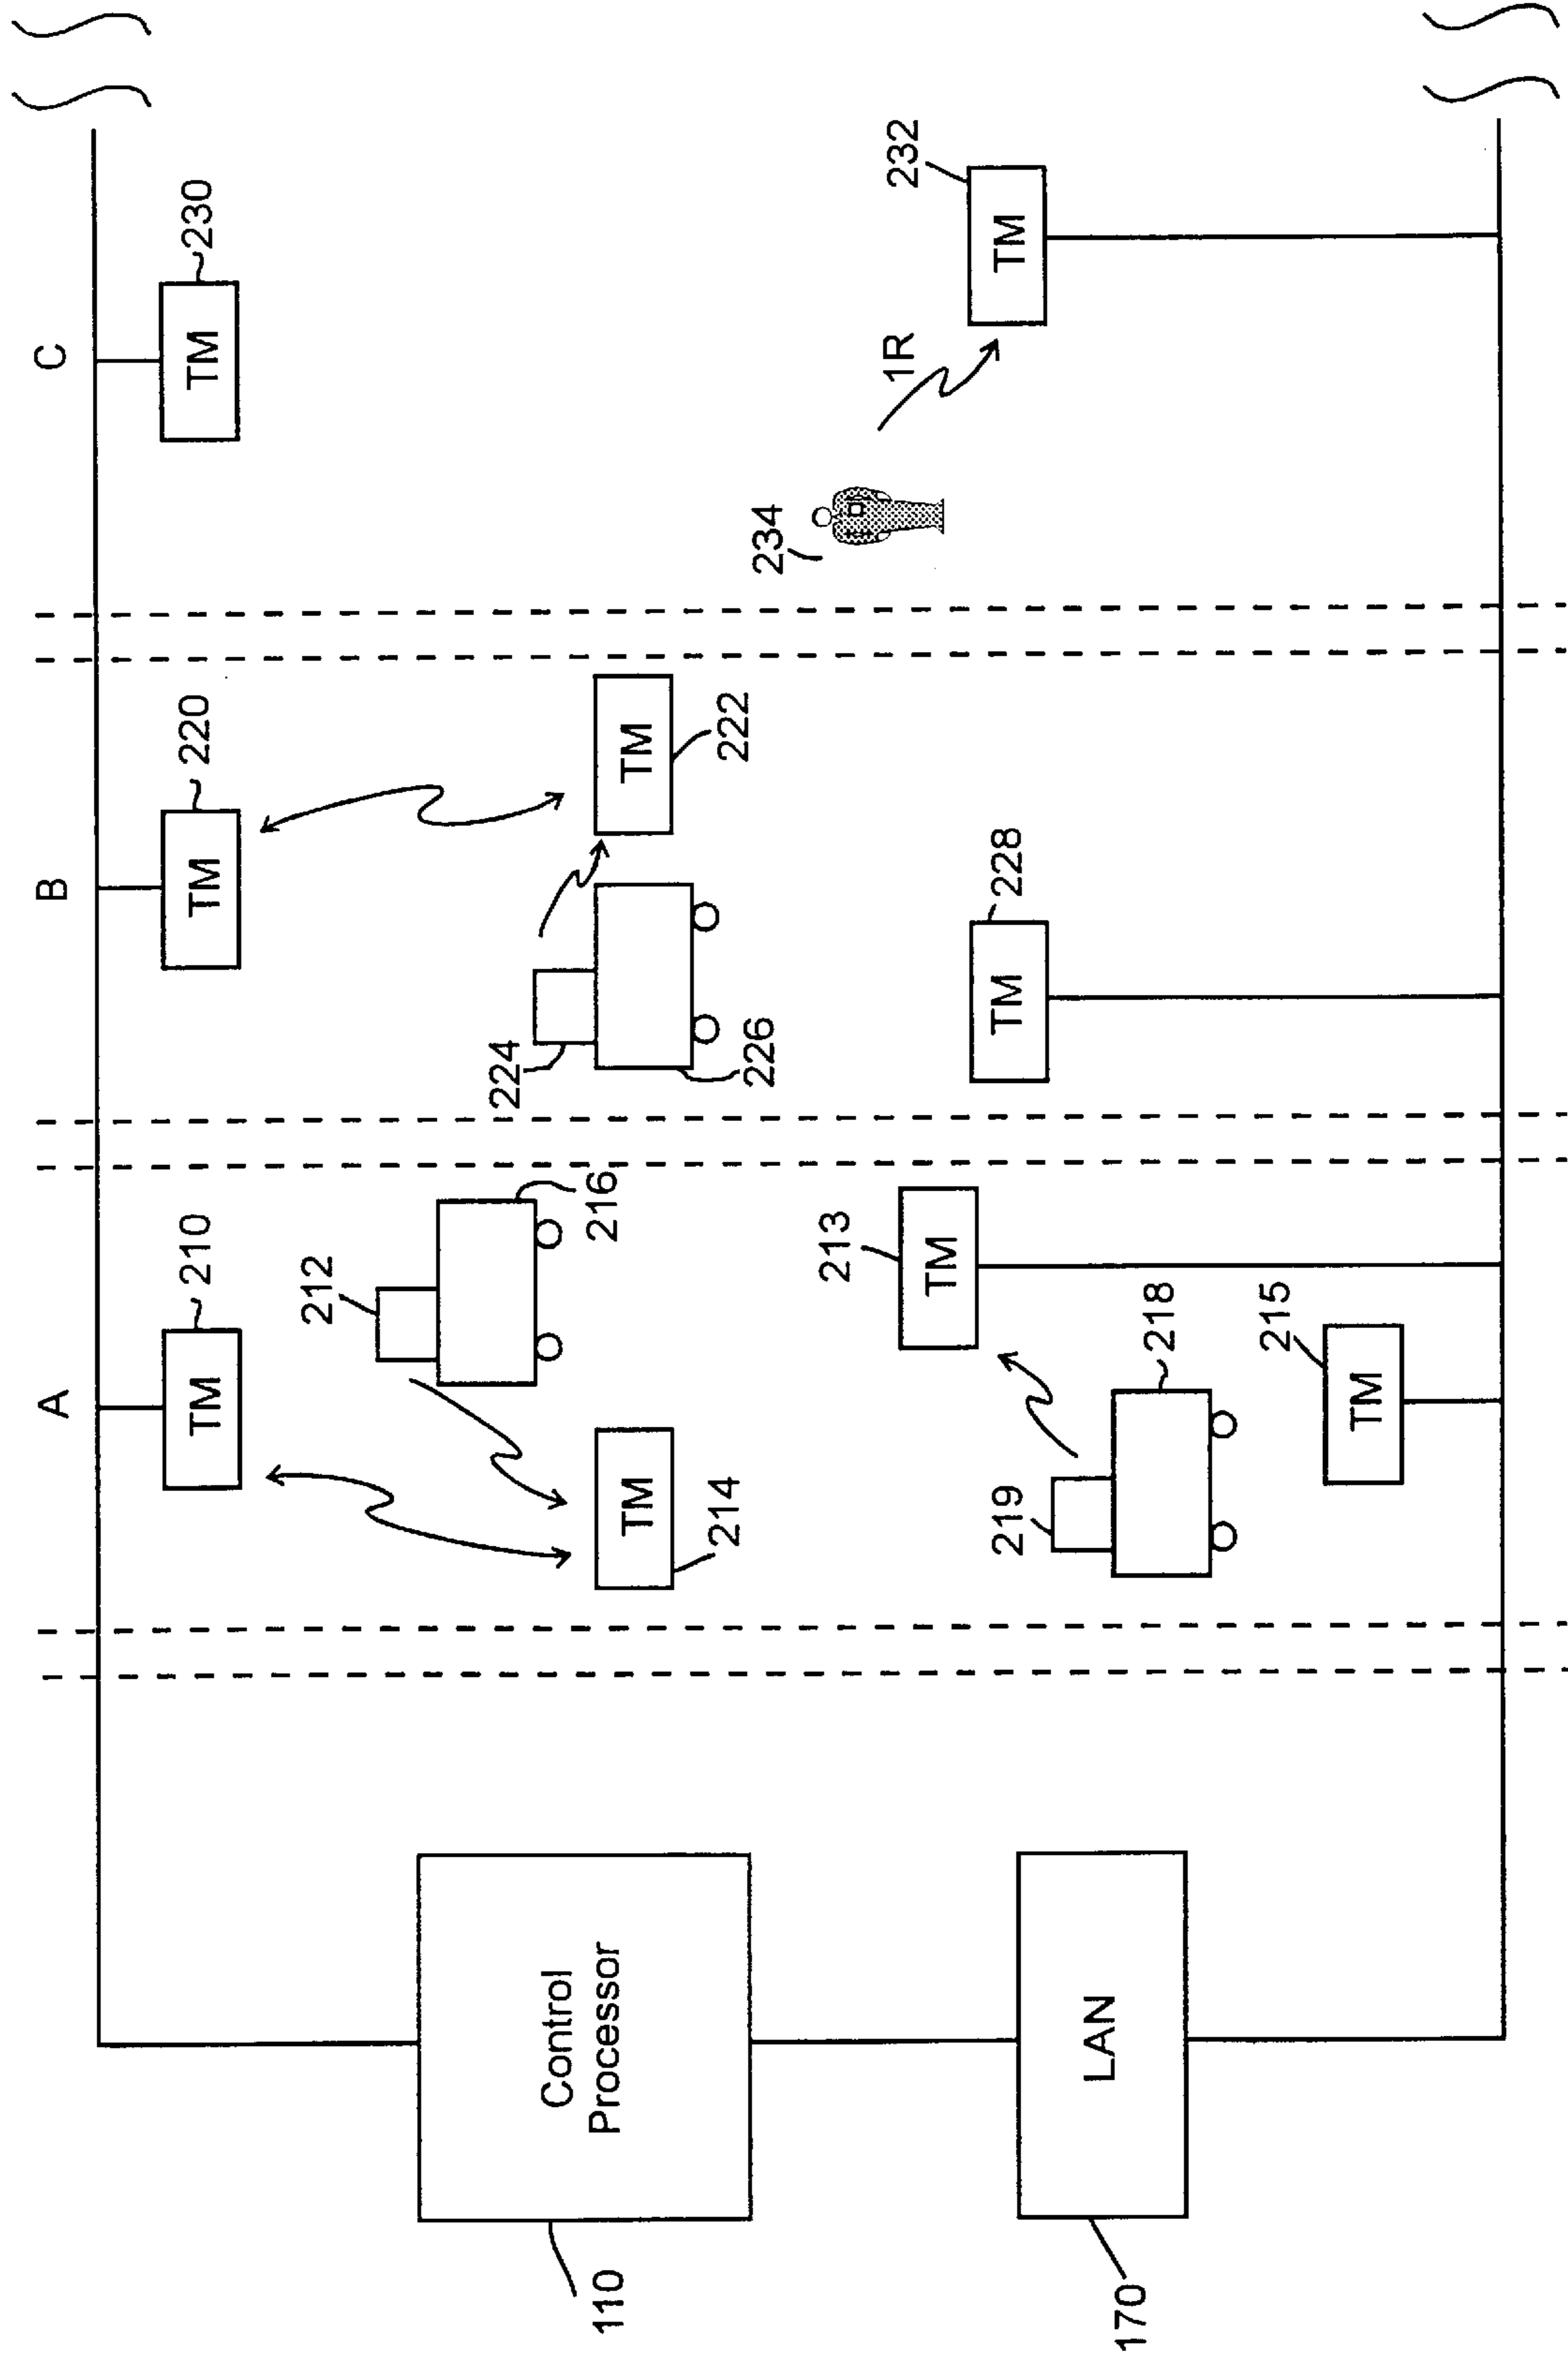 A
B
C
TM
210
TM
220
TM
230
212
216
224
226
TM
214
TM
222
234
1R
TM
232
TM
213
TM
228
219
218
TM
215
Control
Processor
110
LAN
170